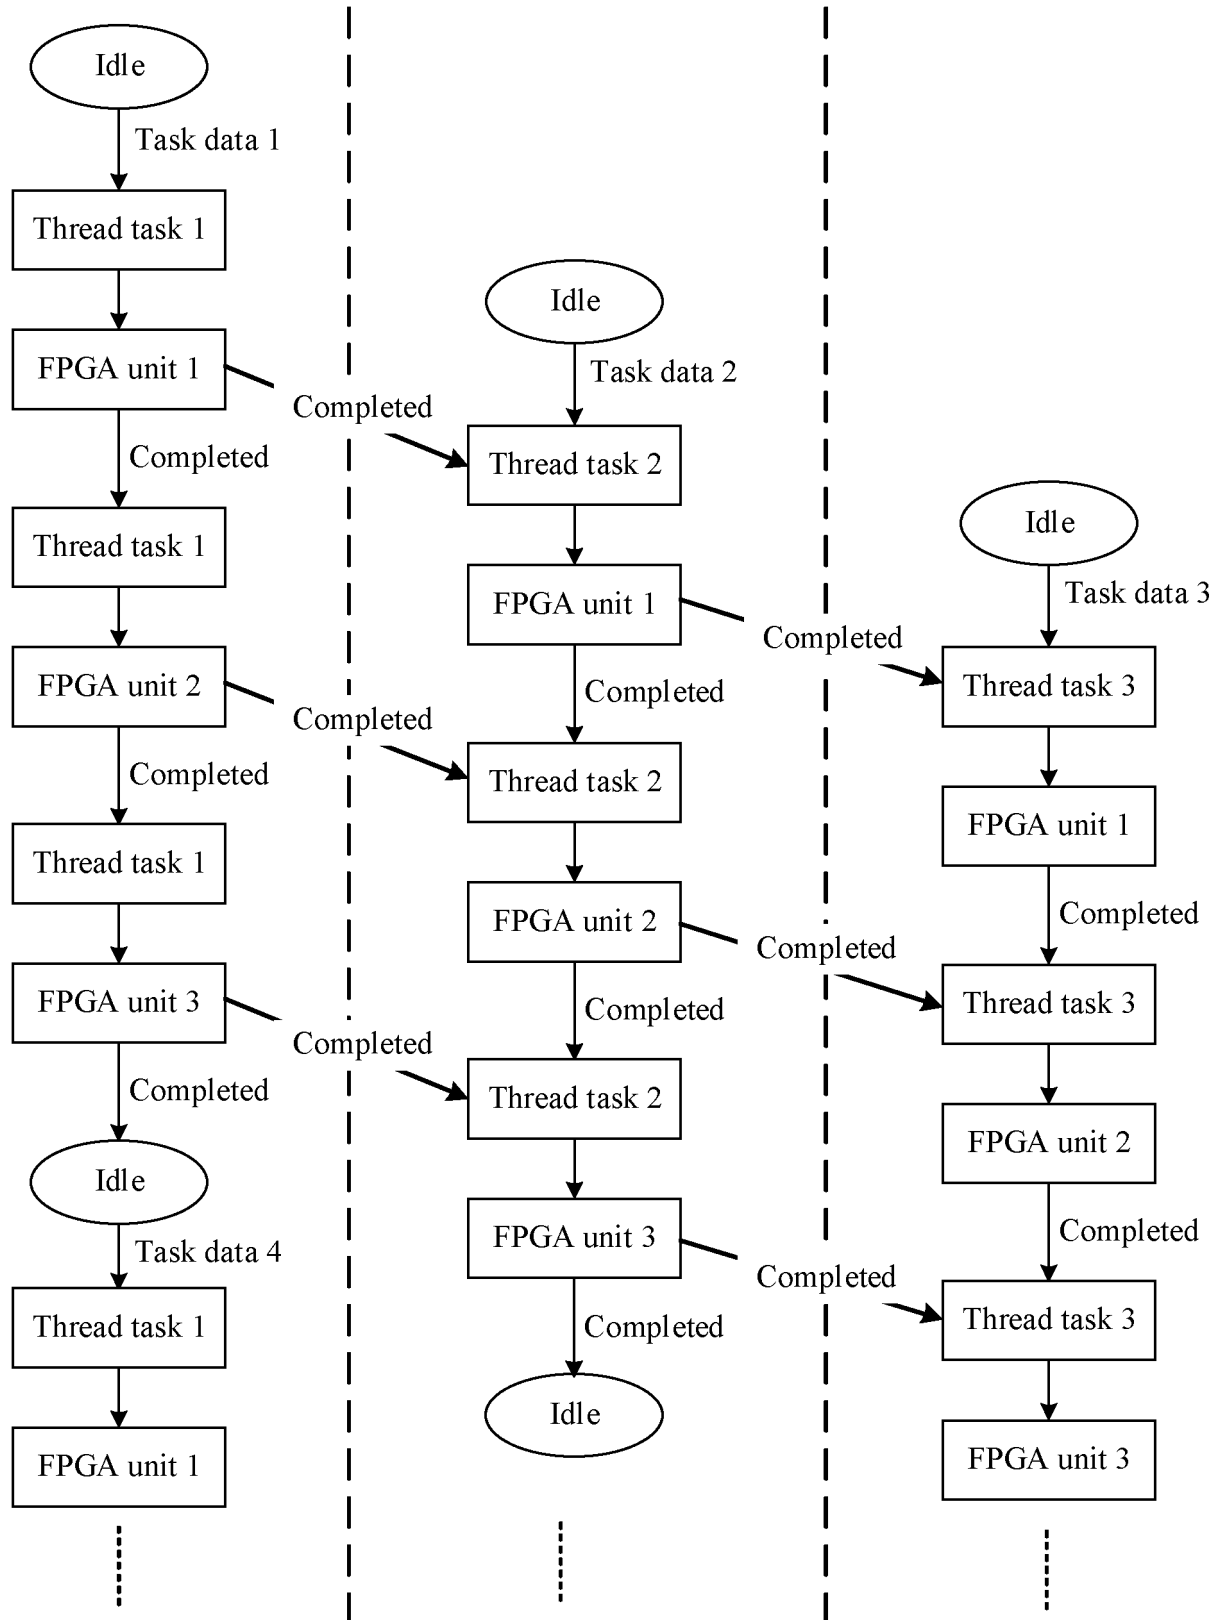 Idle
Task data 1
Thread task 1
FPGA unit 1
Completed
Thread task 1
FPGA unit 2
Completed
Thread task 1
FPGA unit 3
Completed
Idle
Task data 4
Thread task 1
FPGA unit 1
Completed
Completed
Completed
Idle
Task data 2
Thread task 2
FPGA unit 1
Completed
Thread task 2
FPGA unit 2
Completed
Thread task 2
FPGA unit 3
Completed
Idle
Completed
Completed
Completed
Idle
Task data 3
Thread task 3
FPGA unit 1
Completed
Thread task 3
FPGA unit 2
Completed
Thread task 3
FPGA unit 3